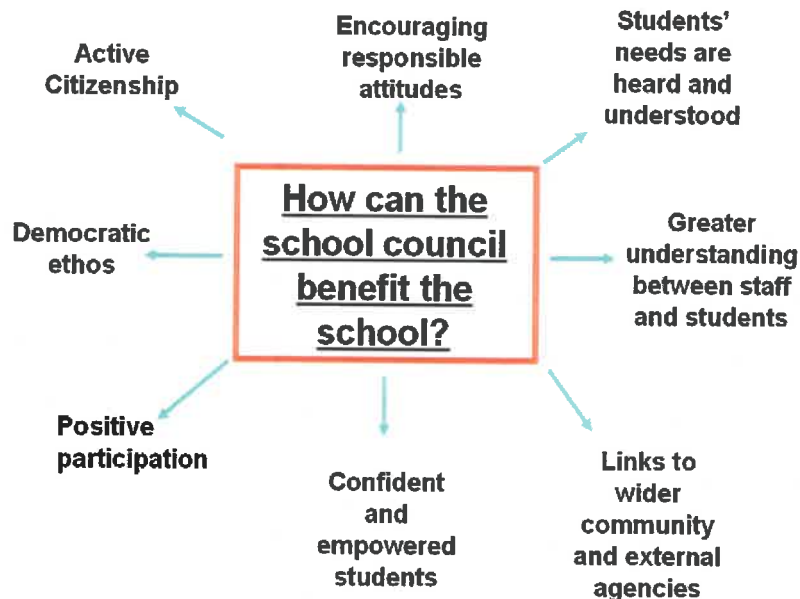 How can the
school council
benefit the
school?
Active
Citizenship
Encouraging
responsible
attitudes
Students'
needs are
heard and
understood
Greater
understanding
between staff
and students
Links to
wider
community
and external
agencies
Confident
and
empowered
students
Positive
participation
Democratic
ethos